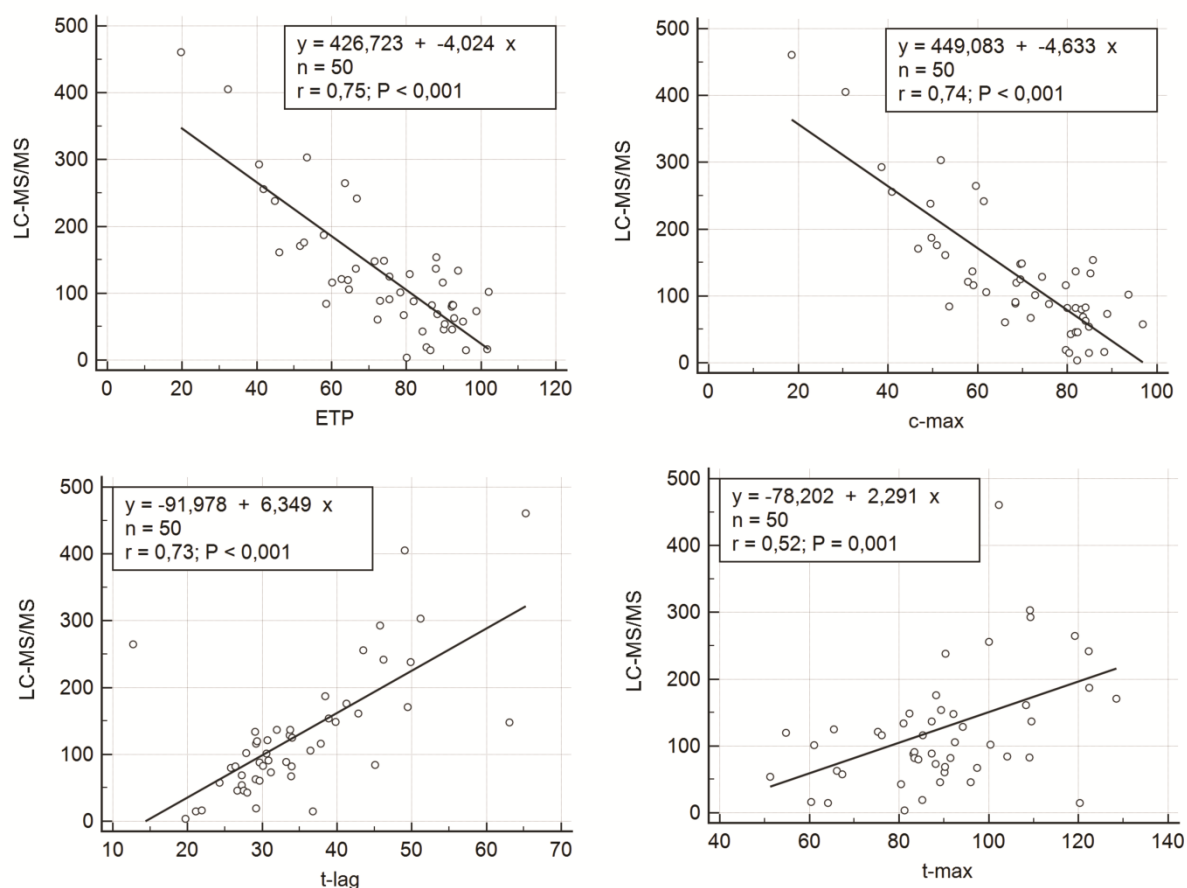 500
400
300
200
100
0
LC-MS/MS
y = 426,723 + -4,024 x
n = 50
r = 0,75; P < 0,001
0 20 40 60 80 100 120
ETP
500
400
300
200
100
0
LC-MS/MS
y = 449,083 + -4,633 x
n = 50
r = 0,74; P < 0,001
0 20 40 60 80 100
c-max
500
400
300
200
100
0
LC-MS/MS
y = -91,978 + 6,349 x
n = 50
r = 0,73; P < 0,001
10 20 30 40 50 60 70
t-lag
500
400
300
200
100
0
LC-MS/MS
y = -78,202 + 2,291 x
n = 50
r = 0,52; P = 0,001
40 60 80 100 120 140
t-max